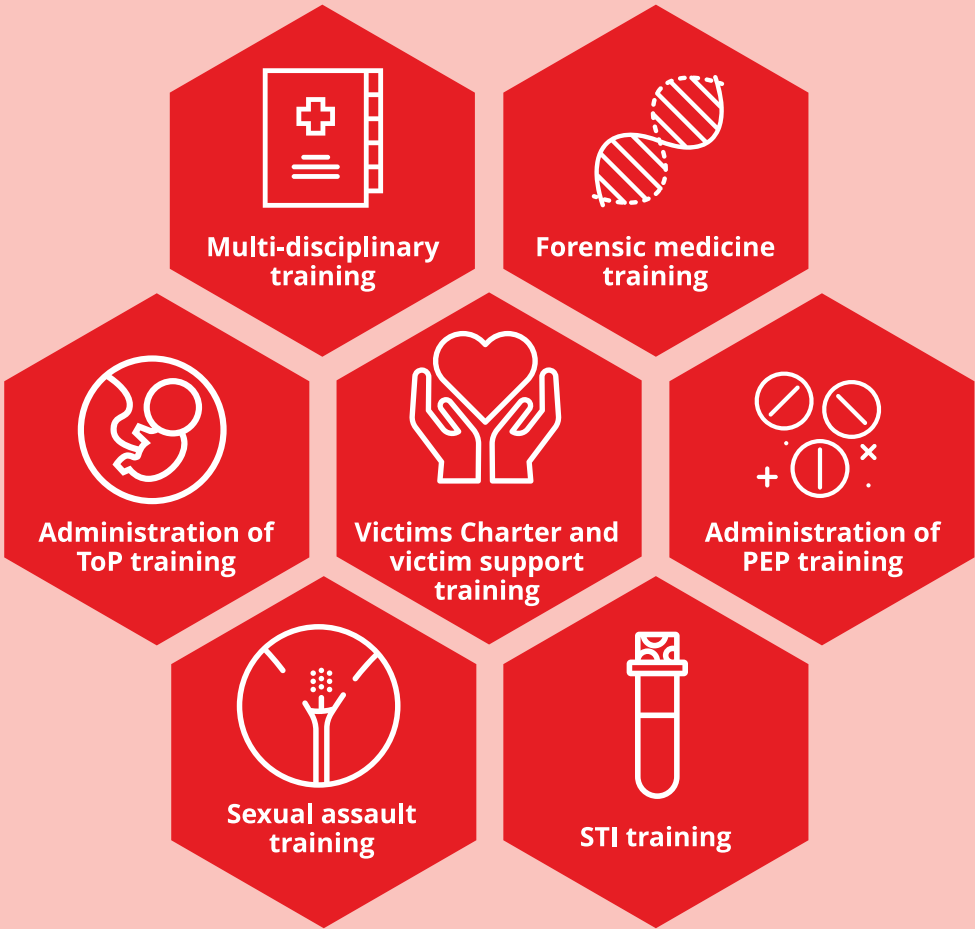 Multi-disciplinary
training
Forensic medicine
training
Administration of
ToP training
Victims Charter and
victim support
training
Administration of
PEP training
Sexual assault
training
STI training